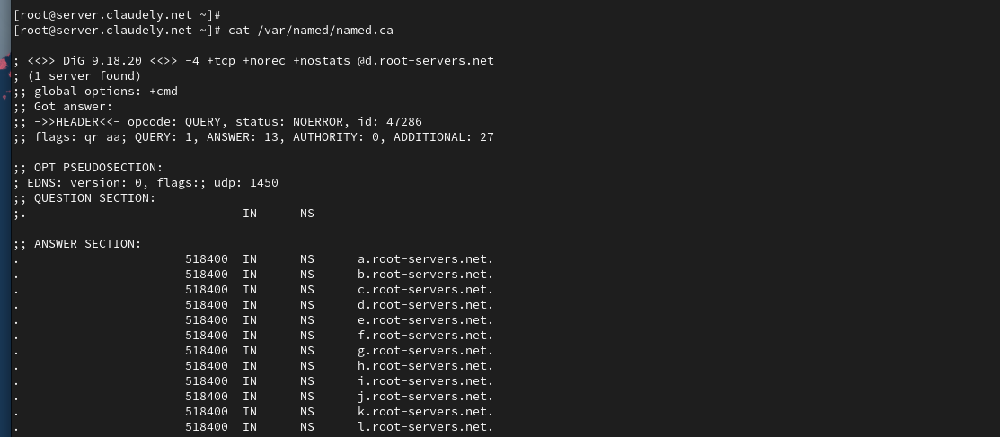 [root@server.claudely.net ~]#
[root@server.claudely.net ~]# cat /var/named/named.ca
; <<>> DiG 9.18.20 <<>> -4 +tcp +norec +nostats @d.root-servers.net
; (1 server found)
;; global options: +cmd
;; Got answer:
;; ->>HEADER<<- opcode: QUERY, status: NOERROR, id: 47286
;; flags: qr aa; QUERY: 1, ANSWER: 13, AUTHORITY: 0, ADDITIONAL: 27
;; OPT PSEUDOSECTION:
; EDNS: version: 0, flags:; udp: 1450
;; QUESTION SECTION:
;. IN NS
;; ANSWER SECTION:
. 518400 IN NS a.root-servers.net.
. 518400 IN NS b.root-servers.net.
. 518400 IN NS c.root-servers.net.
. 518400 IN NS d.root-servers.net.
. 518400 IN NS e.root-servers.net.
. 518400 IN NS f.root-servers.net.
. 518400 IN NS g.root-servers.net.
. 518400 IN NS h.root-servers.net.
. 518400 IN NS i.root-servers.net.
. 518400 IN NS j.root-servers.net.
. 518400 IN NS k.root-servers.net.
. 518400 IN NS l.root-servers.net.